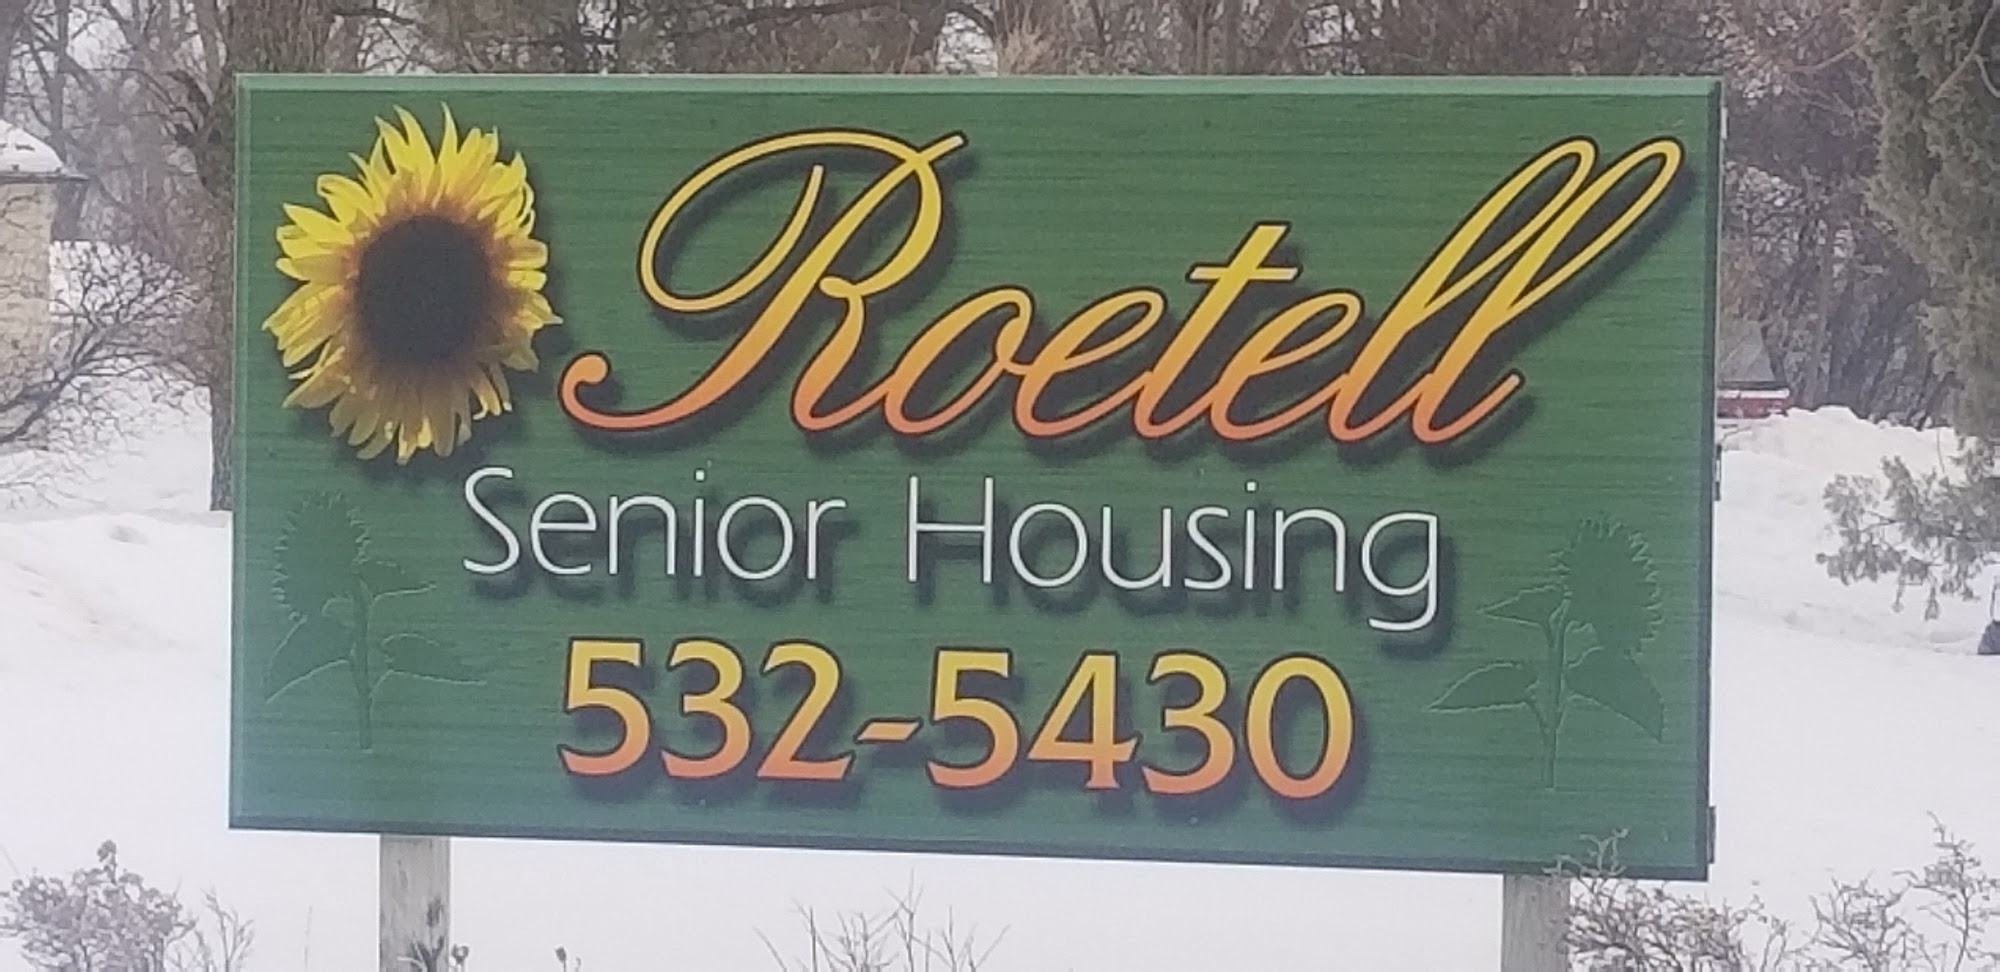 Roetell
Senior Housing
532-5430